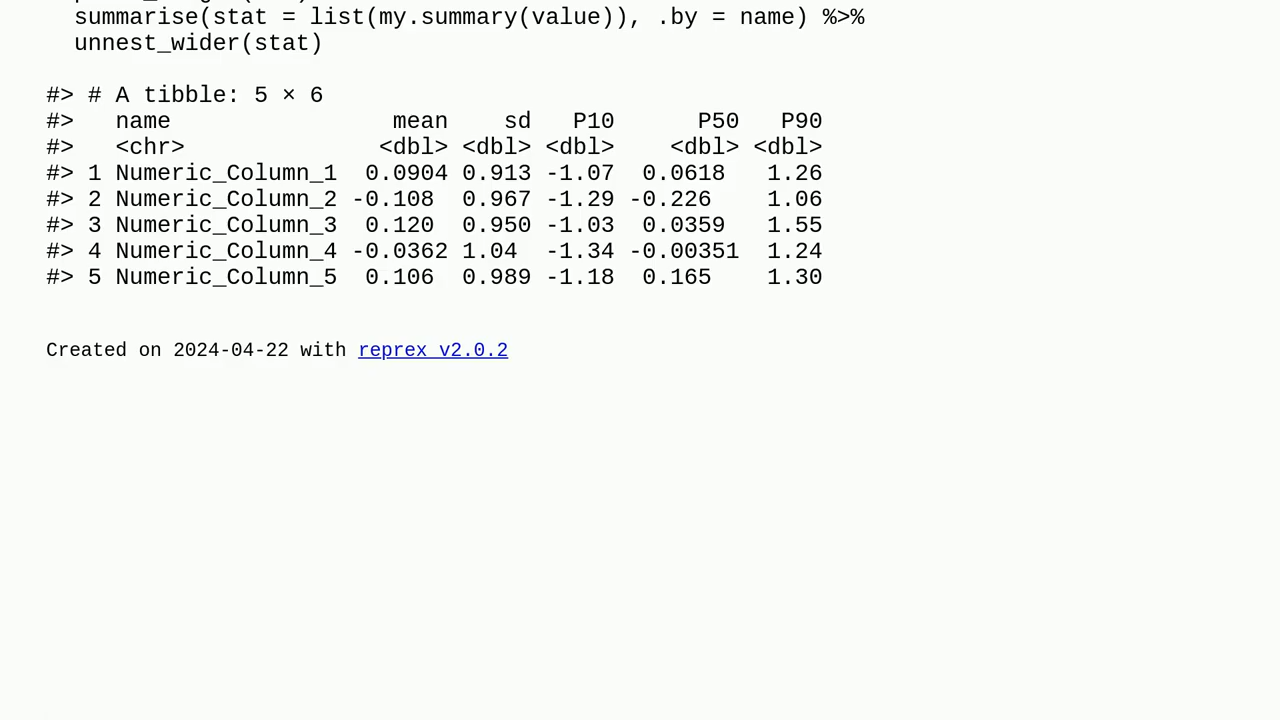 summarise(stat = list(my.summary(value)), .by = name) %>%
unnest_wider(stat)
#> # A tibble: 5 × 6
#>   name                mean    sd   P10      P50   P90
#>   <chr>              <dbl> <dbl> <dbl>    <dbl> <dbl>
#> 1 Numeric_Column_1  0.0904 0.913 -1.07  0.0618   1.26
#> 2 Numeric_Column_2 -0.108  0.967 -1.29 -0.226    1.06
#> 3 Numeric_Column_3  0.120  0.950 -1.03  0.0359   1.55
#> 4 Numeric_Column_4 -0.0362 1.04  -1.34 -0.00351  1.24
#> 5 Numeric_Column_5  0.106  0.989 -1.18  0.165    1.30
Created on 2024-04-22 with reprex v2.0.2